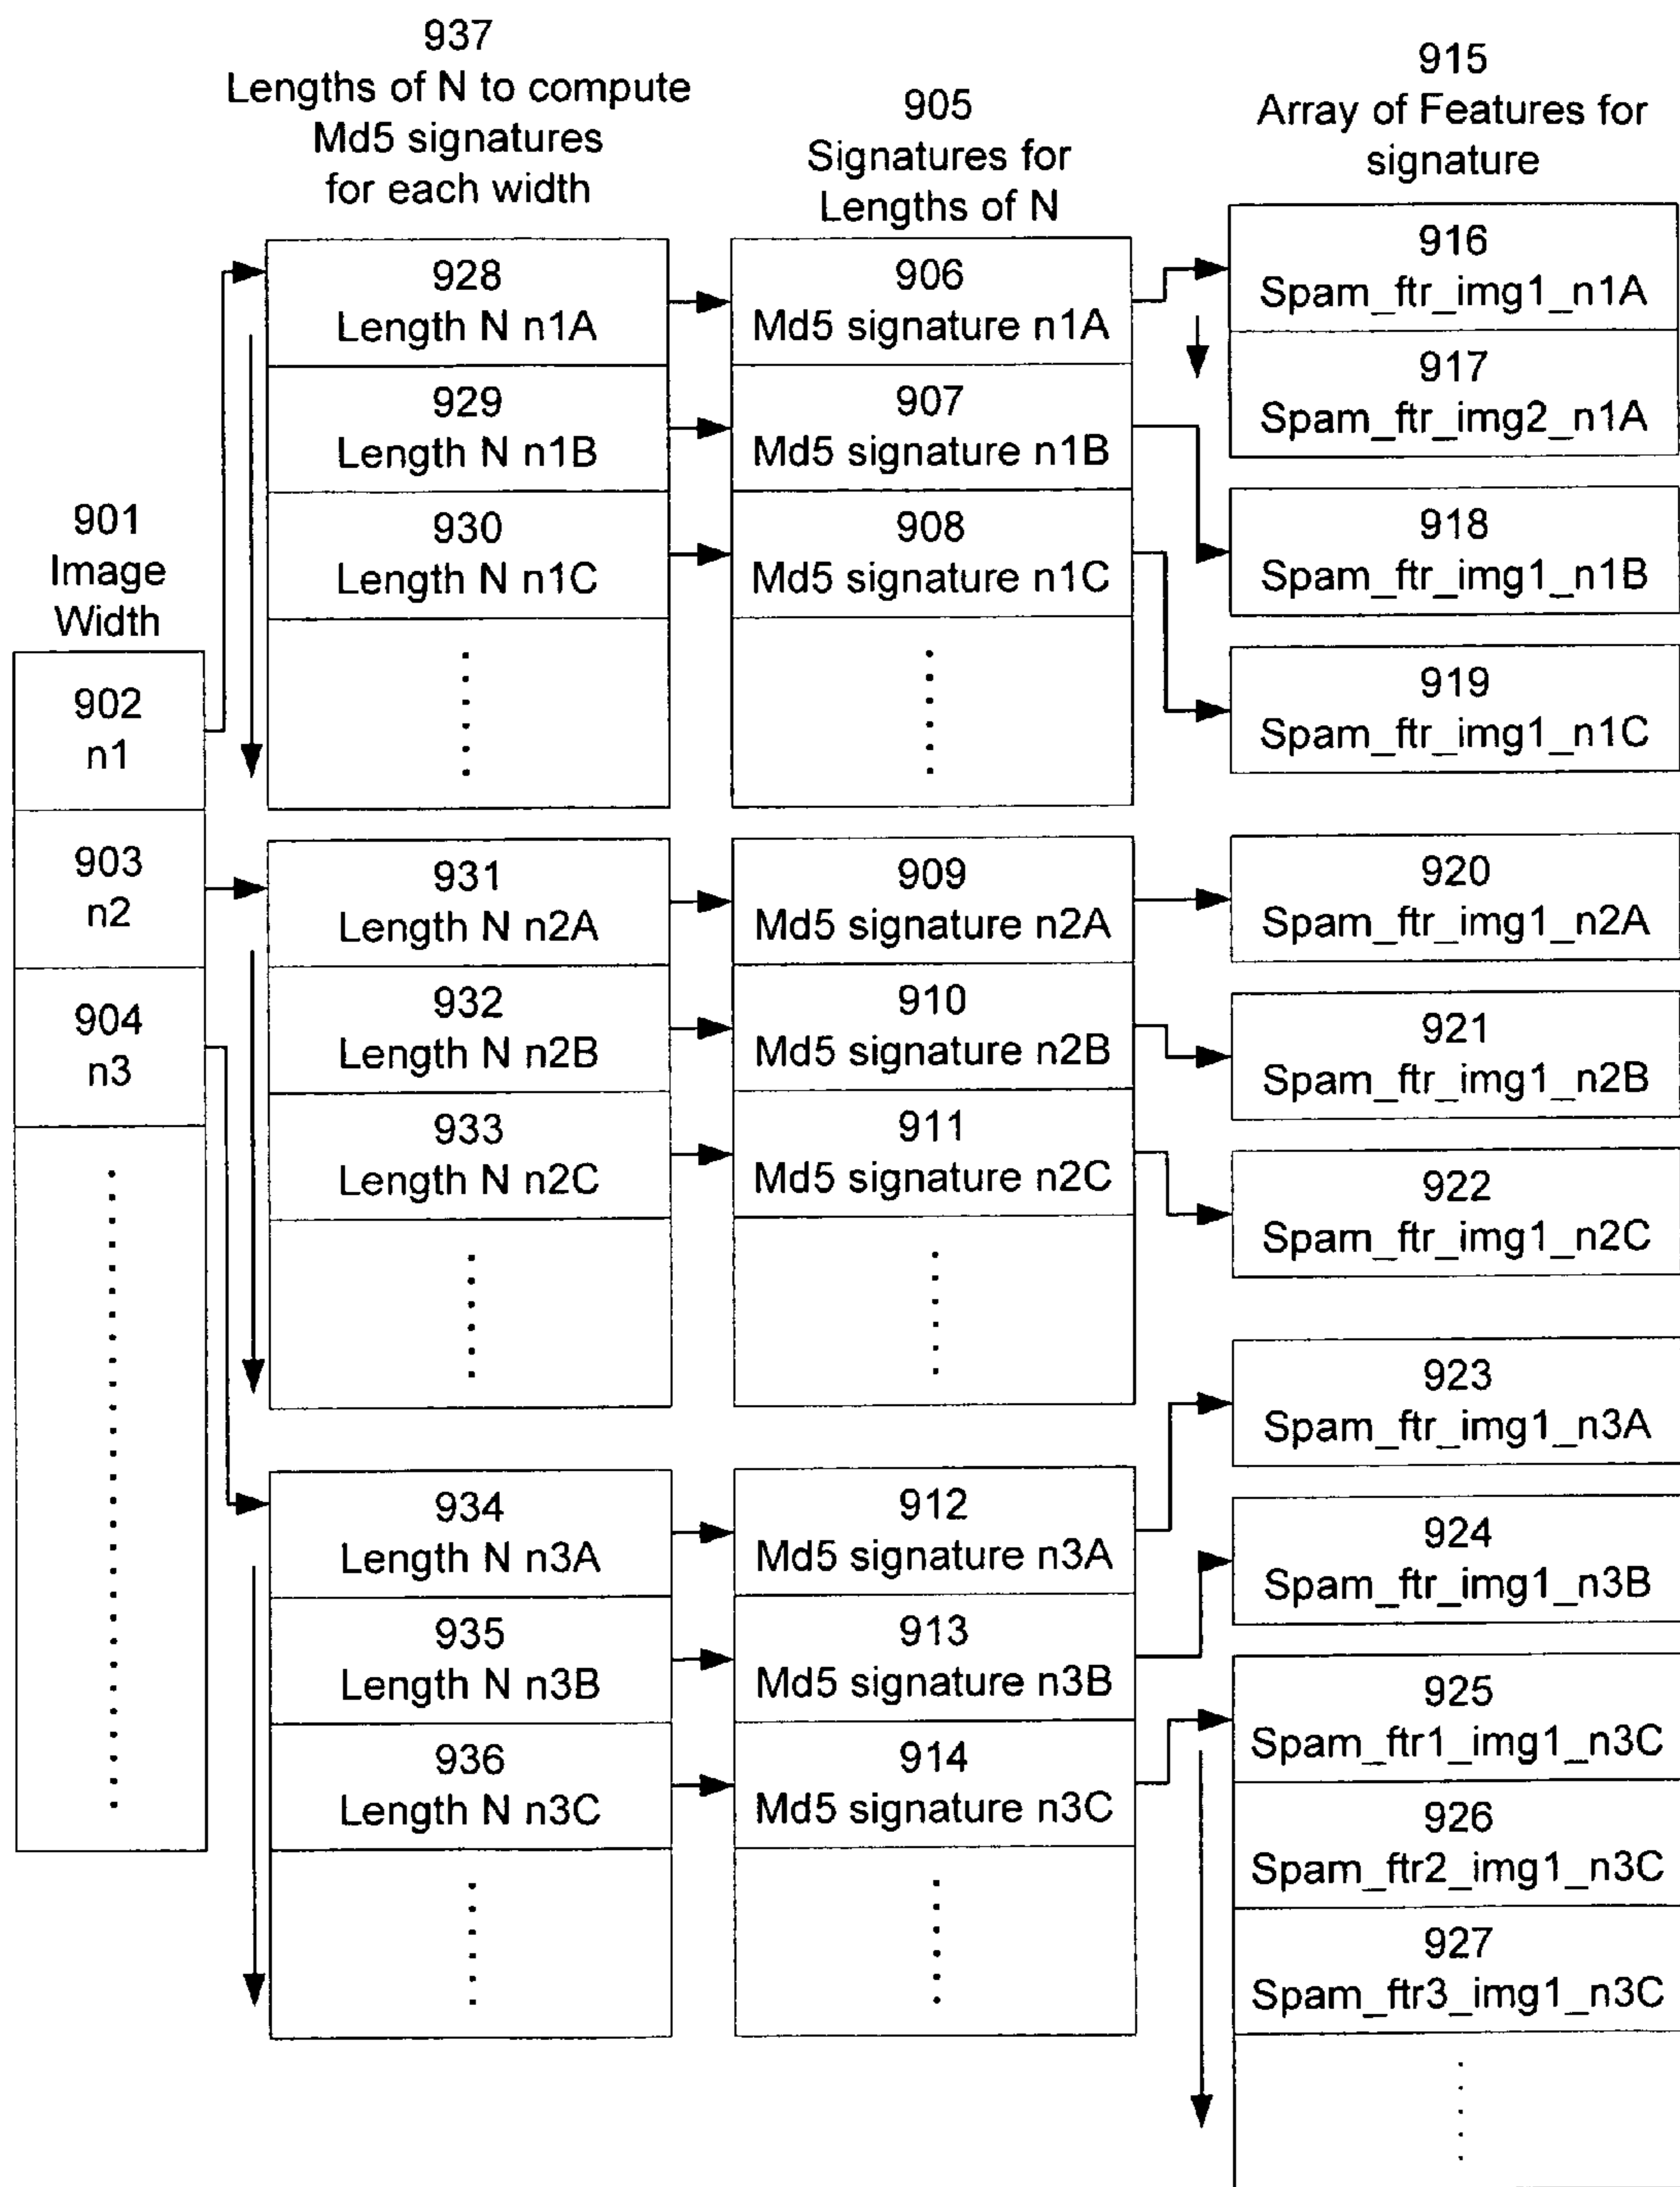 937
Lengths of N to compute
Md5 signatures
for each width
905
Signatures for
Lengths of N
915
Array of Features for
signature
901
Image
Width
902
n1
903
n2
904
n3
928
Length N n1A
929
Length N n1B
930
Length N n1C
931
Length N n2A
932
Length N n2B
933
Length N n2C
934
Length N n3A
935
Length N n3B
936
Length N n3C
906
Md5 signature n1A
907
Md5 signature n1B
908
Md5 signature n1C
909
Md5 signature n2A
910
Md5 signature n2B
911
Md5 signature n2C
912
Md5 signature n3A
913
Md5 signature n3B
914
Md5 signature n3C
916
Spam_ftr_img1_n1A
917
Spam_ftr_img2_n1A
918
Spam_ftr_img1_n1B
919
Spam_ftr_img1_n1C
920
Spam_ftr_img1_n2A
921
Spam_ftr_img1_n2B
922
Spam_ftr_img1_n2C
923
Spam_ftr_img1_n3A
924
Spam_ftr_img1_n3B
925
Spam_ftr1_img1_n3C
926
Spam_ftr2_img1_n3C
927
Spam_ftr3_img1_n3C